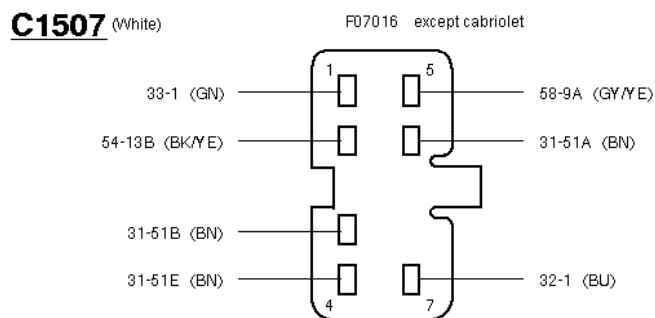 C1507 (White) F07016 except cabriolet
1 5
33-1 (GN) 58-9A (GY/YE)
54-13B (BK/YE) 31-51A (BN)
31-51B (BN)
31-51E (BN) 32-1 (BU)
4 7